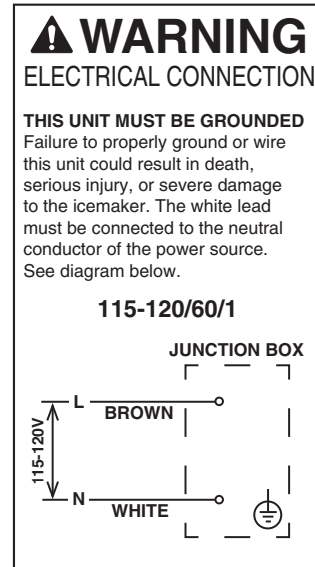 WARNING
ELECTRICAL CONNECTION
THIS UNIT MUST BE GROUNDED
Failure to properly ground or wire
this unit could result in death,
serious injury, or severe damage
to the icemaker. The white lead
must be connected to the neutral
conductor of the power source.
See diagram below.
115-120/60/1
JUNCTION BOX
L
BROWN
115-120V
N
WHITE